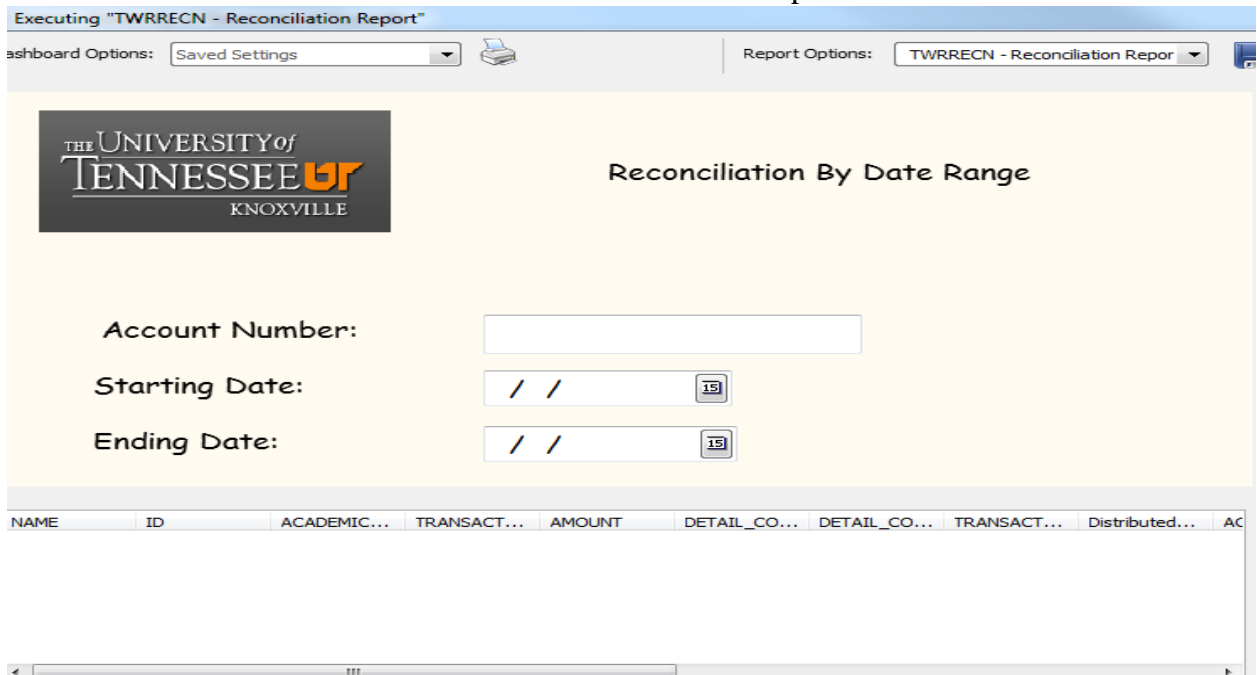 Executing "TWRRECN - Reconciliation Report"
ashboard Options: Saved Settings Report Options: TWRRECN - Reconciliation Repor
THE UNIVERSITY of
TENNESSEE UT
KNOXVILLE
Reconciliation By Date Range
Account Number:
Starting Date: / / 15
Ending Date: / / 15
NAME ID ACADEMIC... TRANSACT... AMOUNT DETAIL_CO... DETAIL_CO... TRANSACT... Distributed... AC